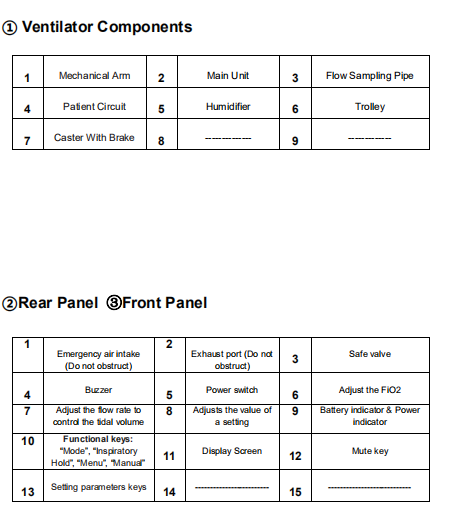 ① Ventilator Components
1 Mechanical Arm 2 Main Unit 3 Flow Sampling Pipe
4 Patient Circuit 5 Humidifier 6 Trolley
7 Caster With Brake 8 -------------- 9 -------------
②Rear Panel ③Front Panel
1 Emergency air intake (Do not obstruct) 2 Exhaust port (Do not obstruct) 3 Safe valve
4 Buzzer 5 Power switch 6 Adjust the FiO2
7 Adjust the flow rate to control the tidal volume 8 Adjusts the value of a setting 9 Battery indicator & Power indicator
10 Functional keys: "Mode", "Inspiratory Hold", "Menu", "Manual" 11 Display Screen 12 Mute key
13 Setting parameters keys 14 ------------------------ 15 --------------------------